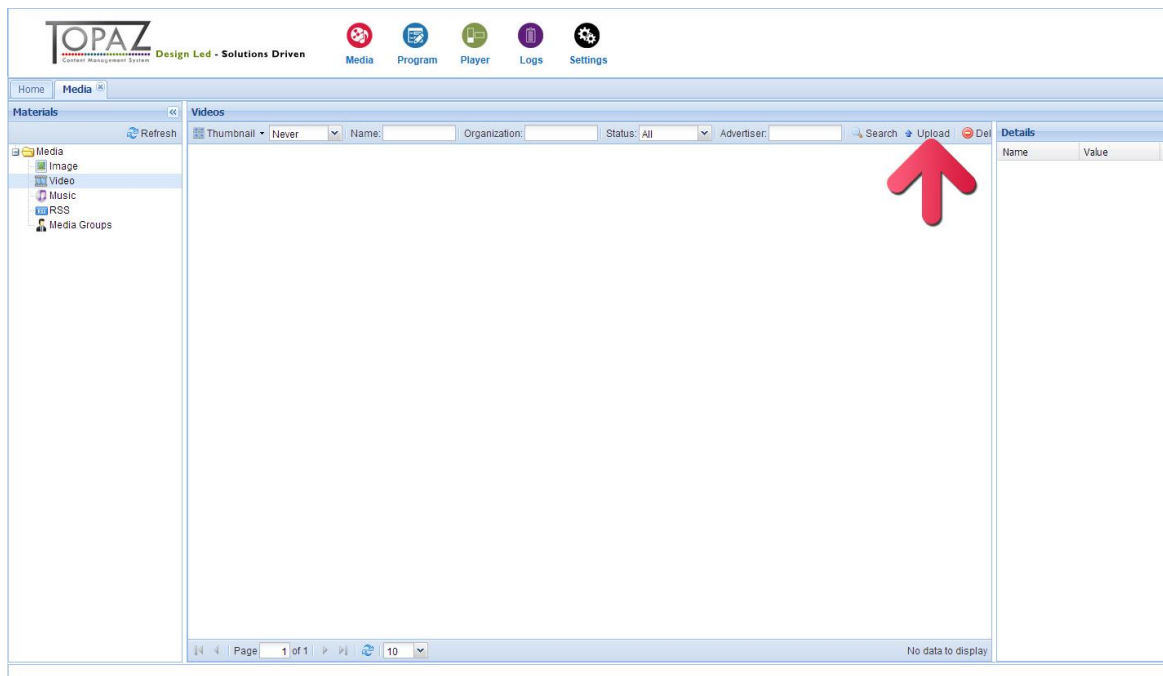 TOPAZ
Content Management System
Design Led - Solutions Driven
Media Program Player Logs Settings
Home Media
Materials
Refresh
Media
Image
Video
Music
RSS
Media Groups
Videos
Thumbnail Never Name: Organization: Status: All Advertiser: Search Upload Del
Page 1 of 1 10 No data to display
Details
Name Value